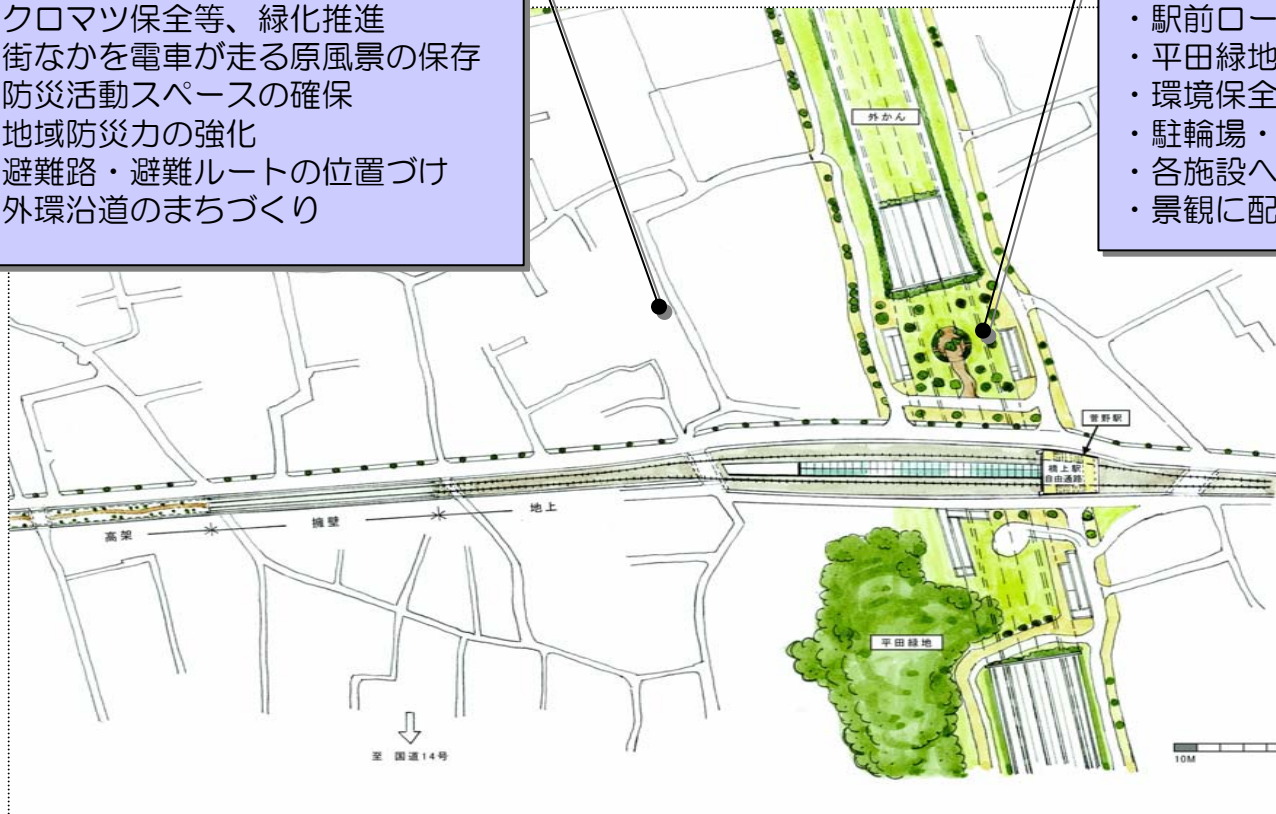 クロマツ保全等、緑化推進
街なかを電車が走る原風景の保存
防災活動スペースの確保
地域防災力の強化
避難路・避難ルートの位置づけ
外環沿道のまちづくり
・駅前ロー
・平田緑地
・環境保全
・駐輪場・
・各施設へ
・景観に配
外かん
菅野駅
橋上駅
自由通路
高架
擁壁
地上
平田緑地
至 国道14号
10M